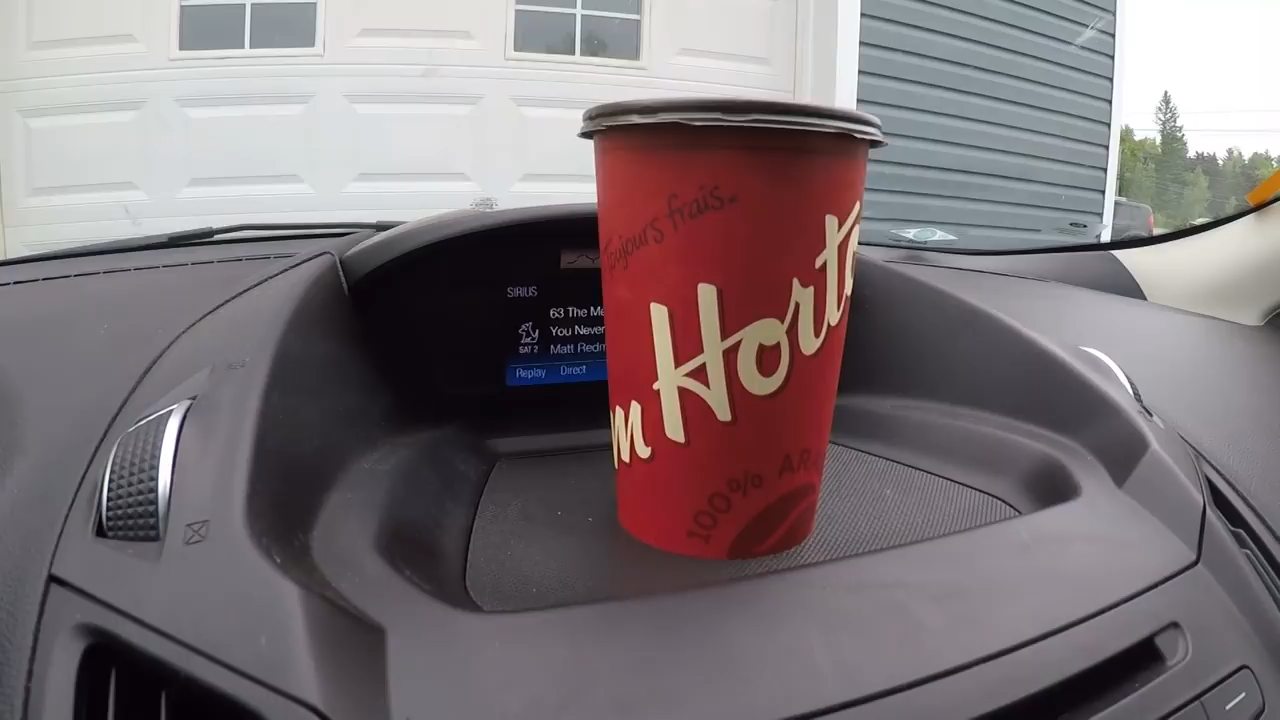 Toujours frais.
m Horto
100% AR
SIRIUS
63 The Me
You Never
SAT 2
Matt Redm
Replay Direct